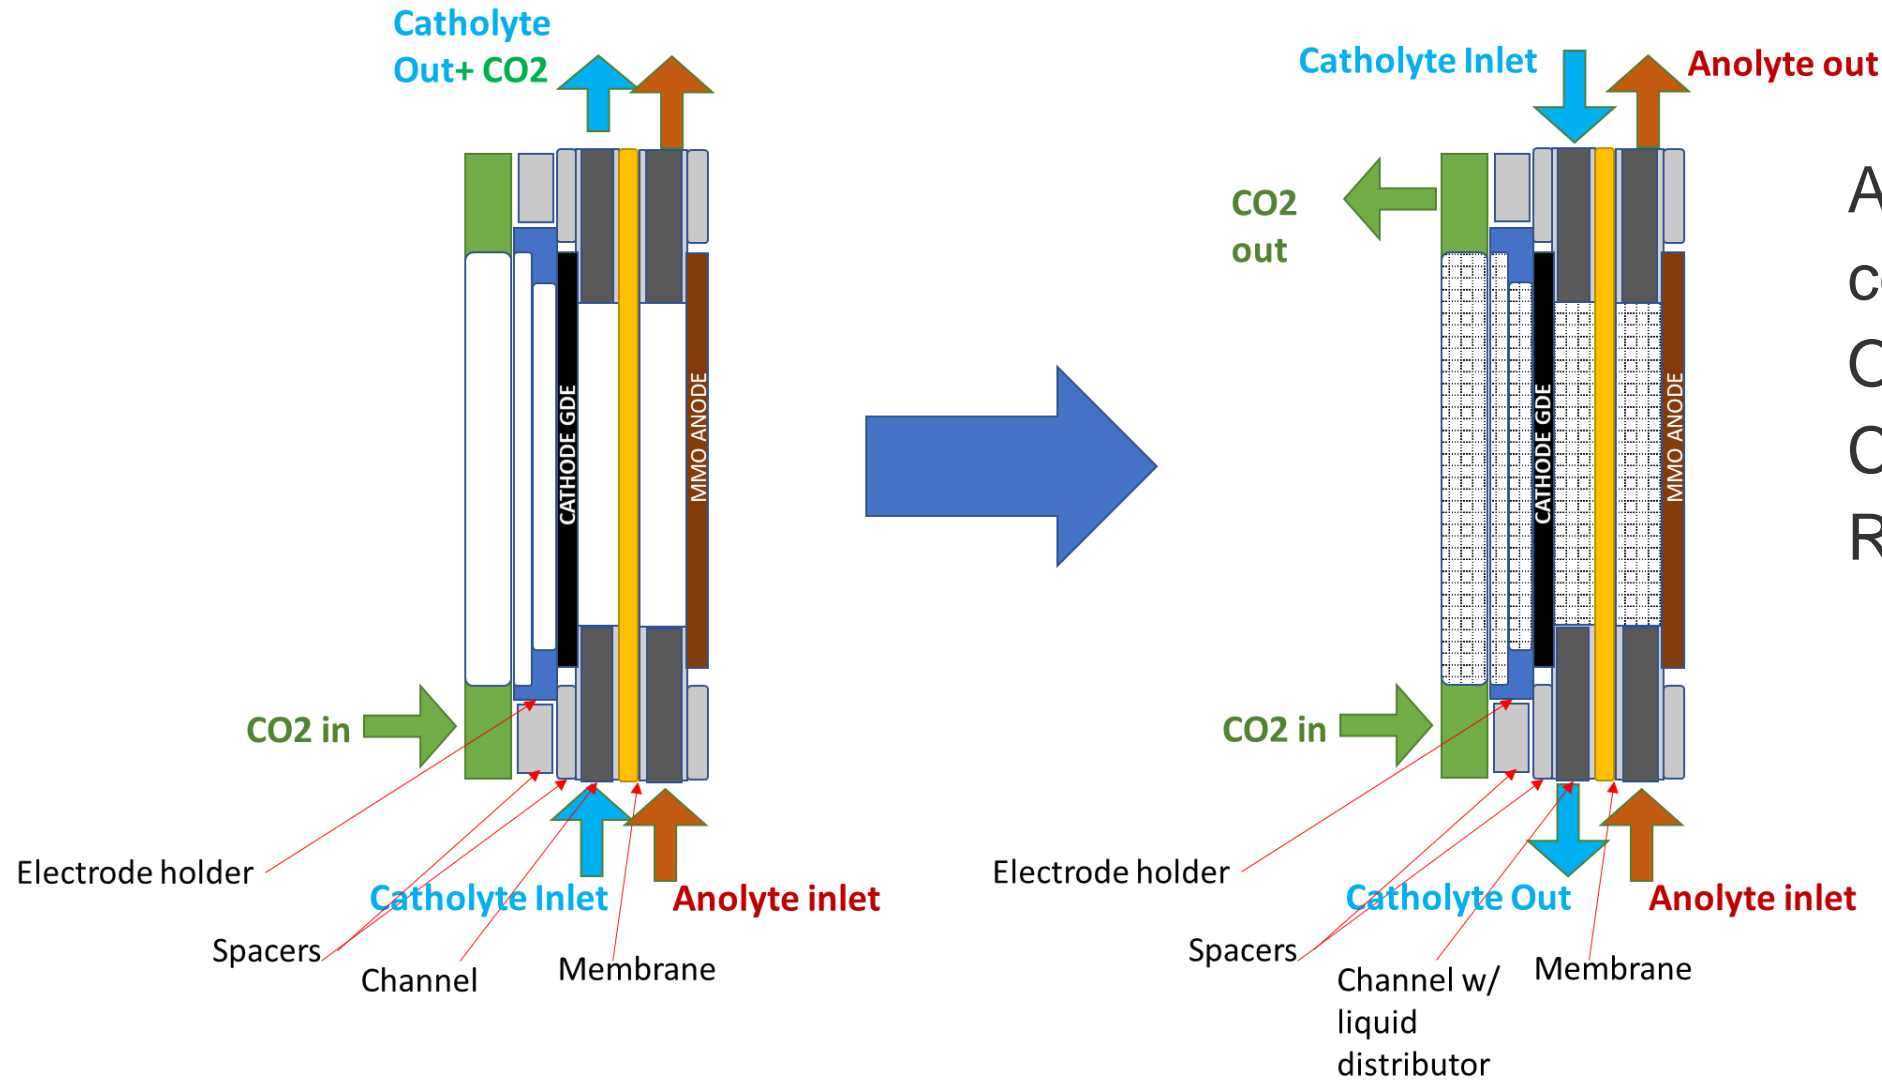 Catholyte
Out+ CO2
CATHODE GDE
MMO ANODE
CO2 in
Electrode holder
Catholyte Inlet
Anolyte inlet
Spacers
Channel
Membrane
Catholyte Inlet
Anolyte out
CO2
out
CATHODE GDE
MMO ANODE
CO2 in
Electrode holder
Catholyte Out
Anolyte inlet
Spacers
Channel w/
liquid
distributor
Membrane